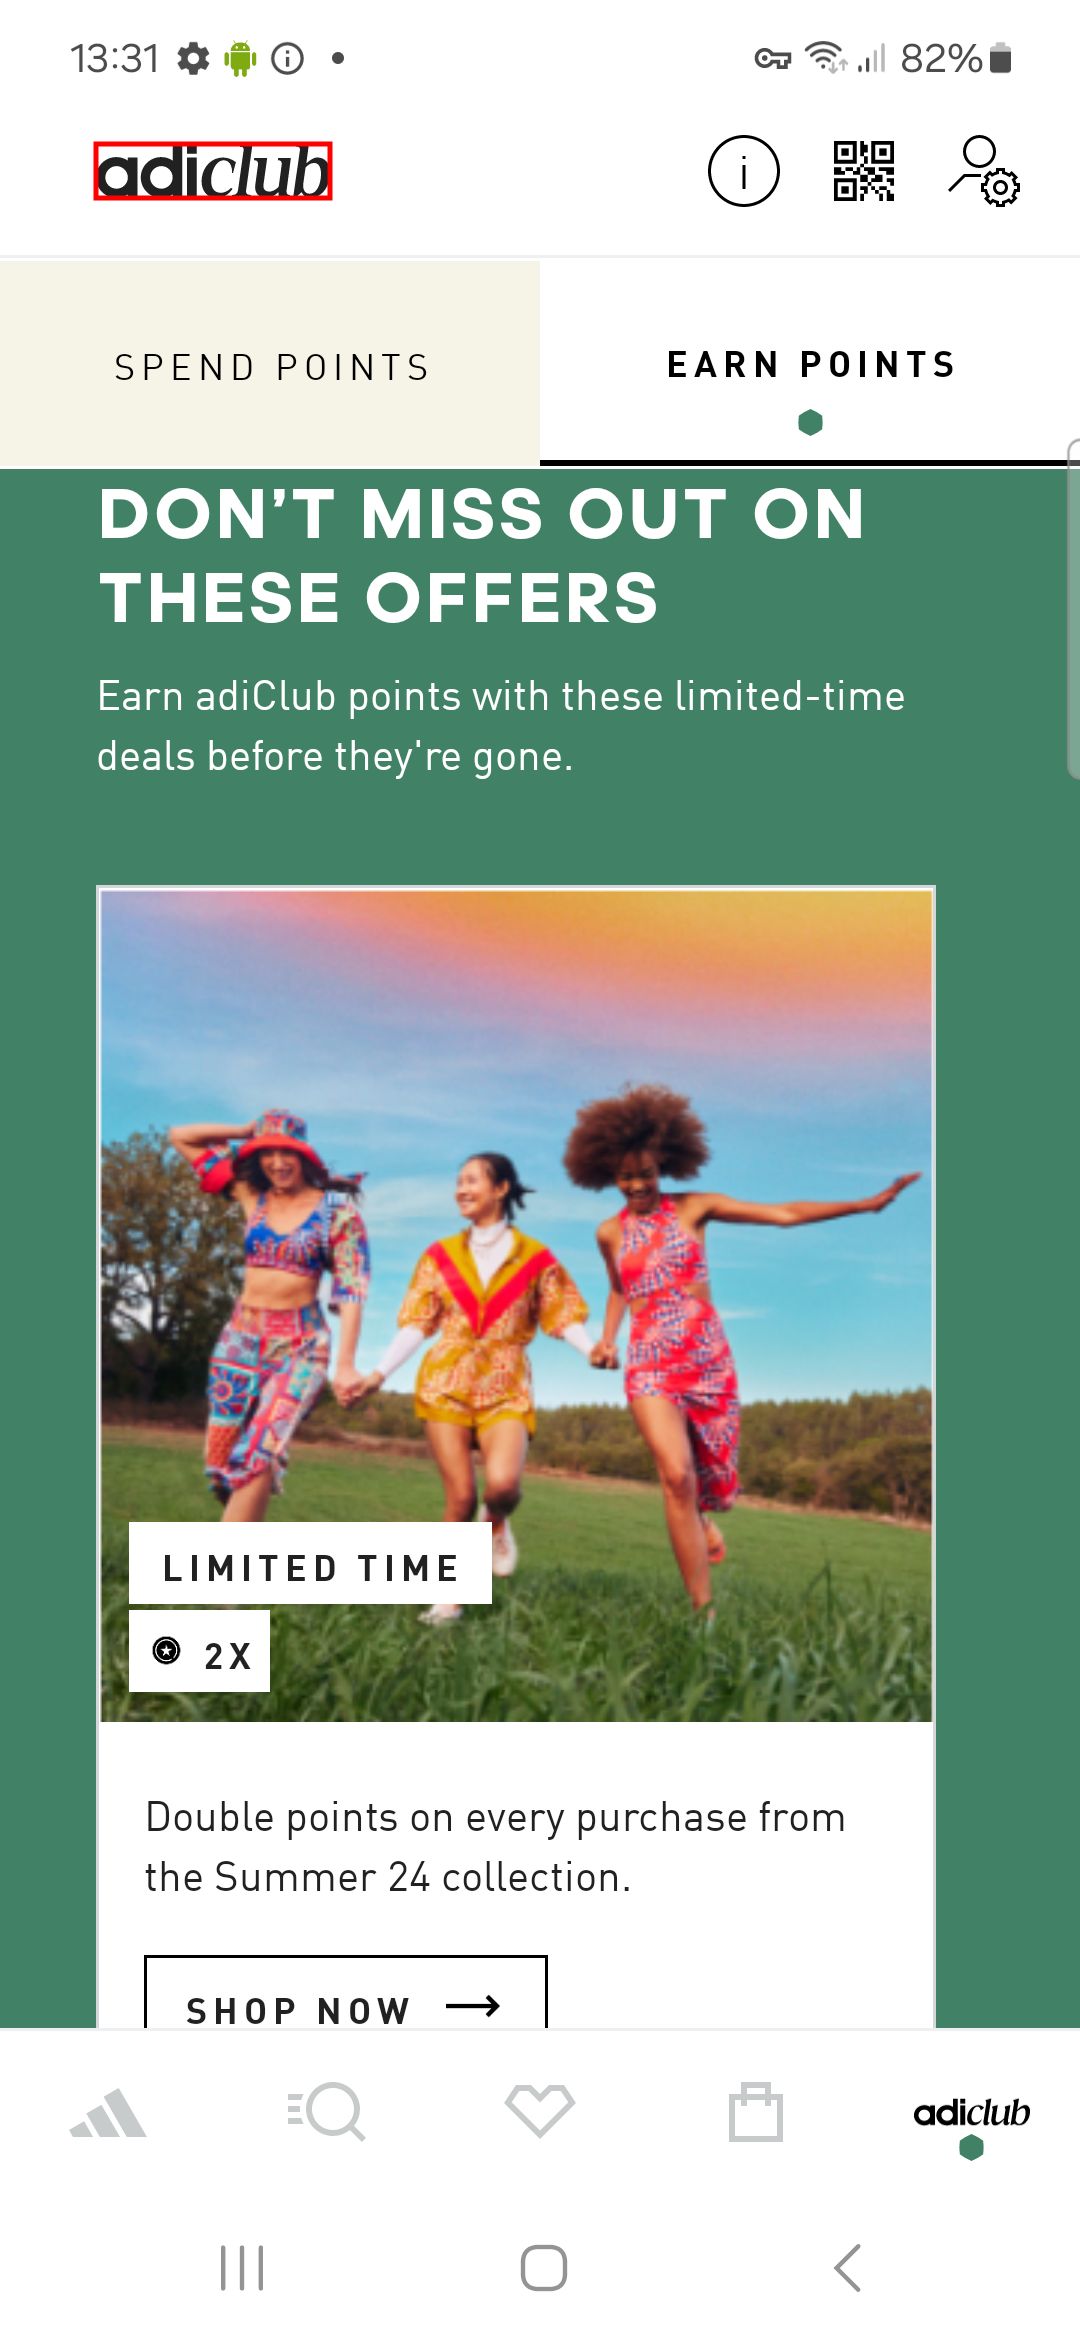 13:31
82%
adiclub
SPEND POINTS
EARN POINTS
DON'T MISS OUT ON
THESE OFFERS
Earn adiClub points with these limited-time
deals before they're gone.
LIMITED TIME
2X
Double points on every purchase from
the Summer 24 collection.
SHOP NOW
adiclub